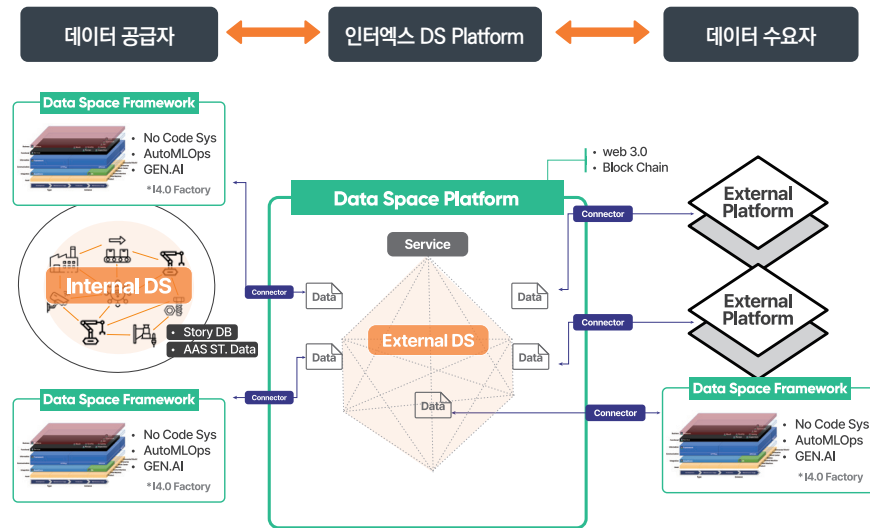 데이터 공급자
인터엑스 DS Platform
데이터 수요자
Data Space Framework
• No Code Sys
• AutoMLOps
• GEN.AI
*I4.0 Factory
Internal DS
• Story DB
• AAS ST. Data
Data Space Framework
• No Code Sys
• AutoMLOps
• GEN.AI
*I4.0 Factory
Connector
Connector
• web 3.0
• Block Chain
Data Space Platform
Service
Data
Data
External DS
Data
Data
Data
Connector
Connector
Connector
External
Platform
External
Platform
Data Space Framework
• No Code Sys
• AutoMLOps
• GEN.AI
*I4.0 Factory